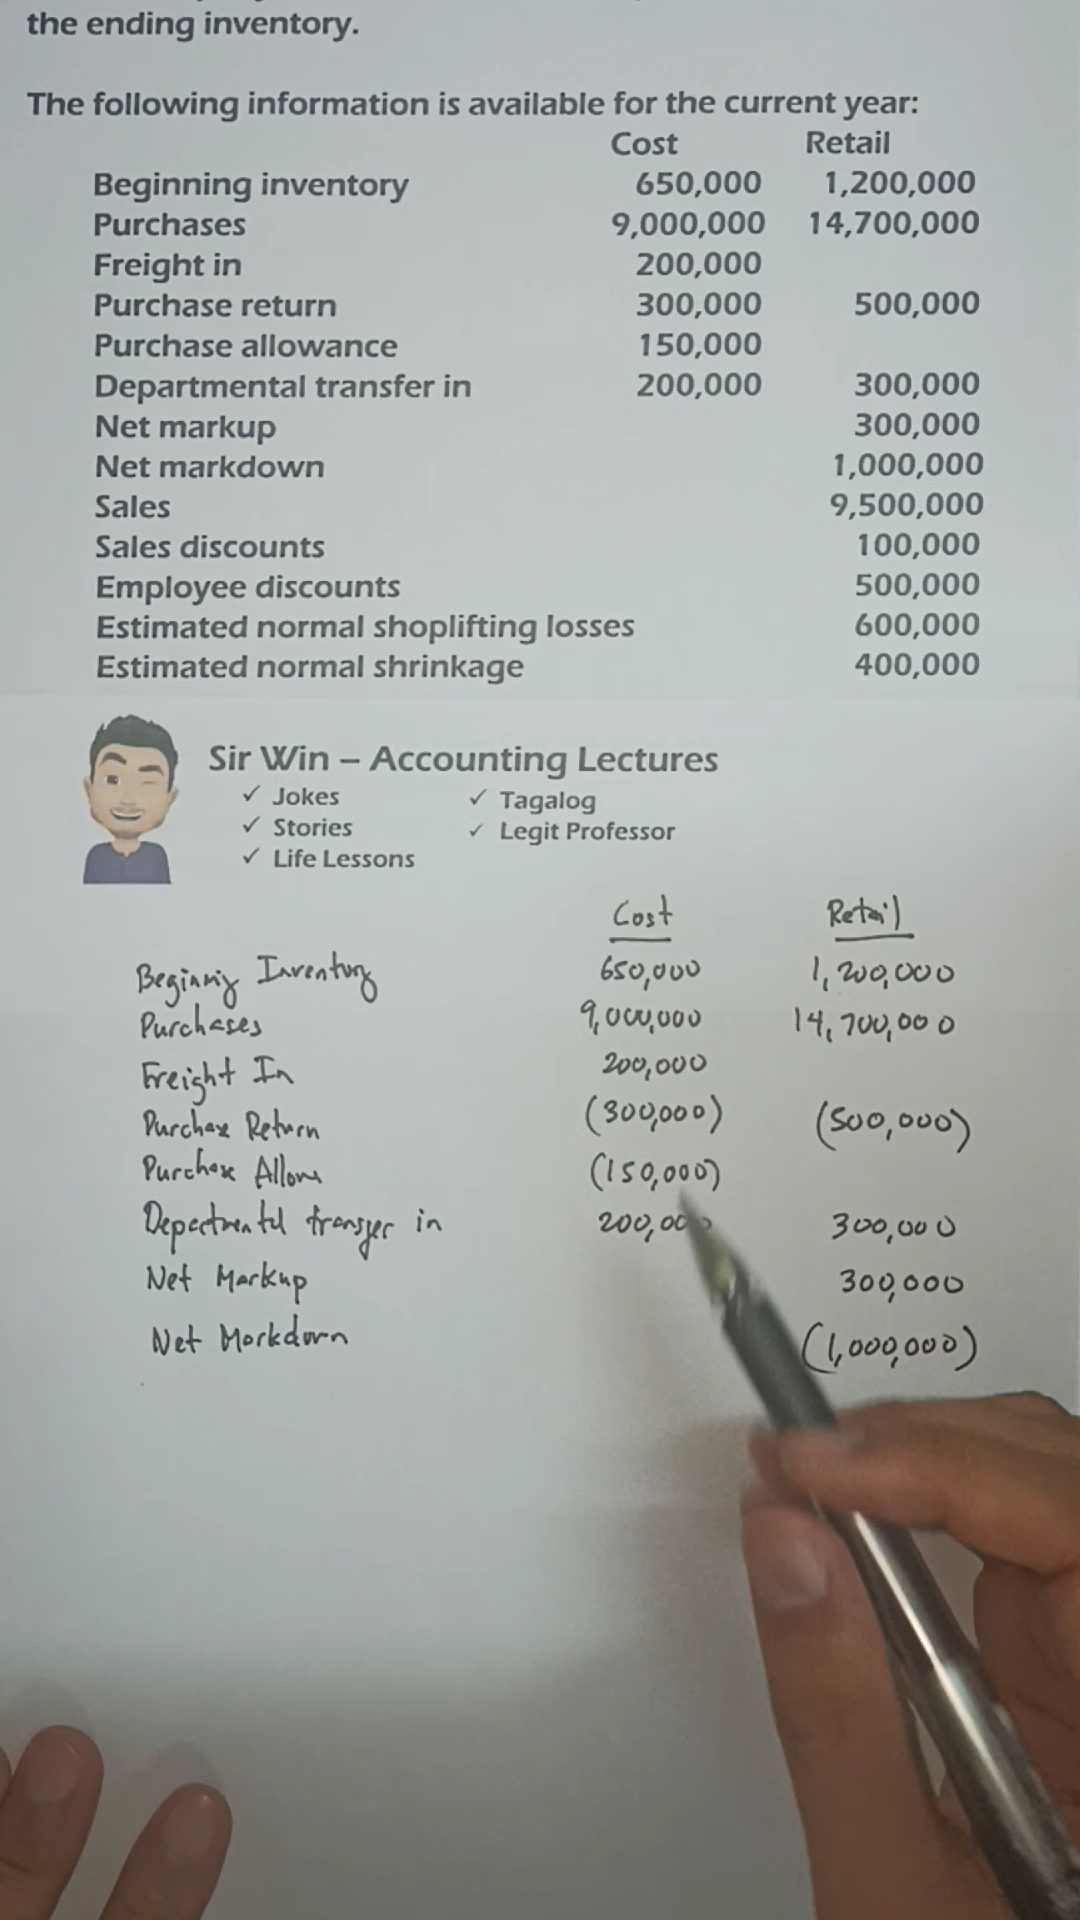 the ending inventory.
The following information is available for the current year:
Cost Retail
Beginning inventory 650,000 1,200,000
Purchases 9,000,000 14,700,000
Freight in 200,000
Purchase return 300,000 500,000
Purchase allowance 150,000
Departmental transfer in 200,000 300,000
Net markup 300,000
Net markdown 1,000,000
Sales 9,500,000
Sales discounts 100,000
Employee discounts 500,000
Estimated normal shoplifting losses 600,000
Estimated normal shrinkage 400,000
Sir Win – Accounting Lectures
✓ Jokes ✓ Tagalog
✓ Stories ✓ Legit Professor
✓ Life Lessons
Cost Retail
Beginning Inventory 650,000 1,200,000
Purchases 9,000,000 14,700,000
Freight In 200,000
Purchase Return (300,000) (500,000)
Purchase Allow (150,000)
Departmental transfer in 200,000 300,000
Net Markup 300,000
Net Markdown (1,000,000)